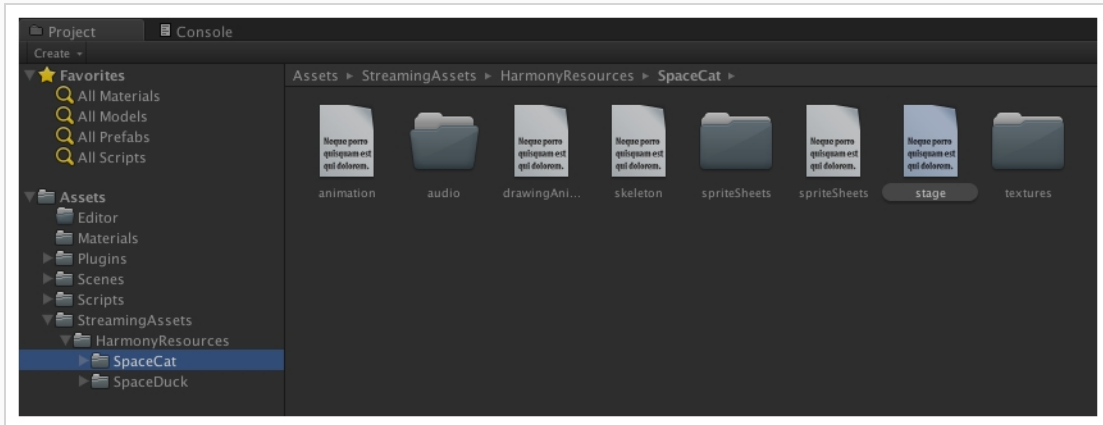 Project Console
Create
Favorites
All Materials
All Models
All Prefabs
All Scripts
Assets
Editor
Materials
Plugins
Scenes
Scripts
StreamingAssets
HarmonyResources
SpaceCat
SpaceDuck
Assets StreamingAssets HarmonyResources SpaceCat
Neque porro
quisquam est
qui dolorem.
animation
audio
Neque porro
quisquam est
qui dolorem.
drawingAni...
Neque porro
quisquam est
qui dolorem.
skeleton
spriteSheets
Neque porro
quisquam est
qui dolorem.
spriteSheets
Neque porro
quisquam est
qui dolorem.
stage
textures